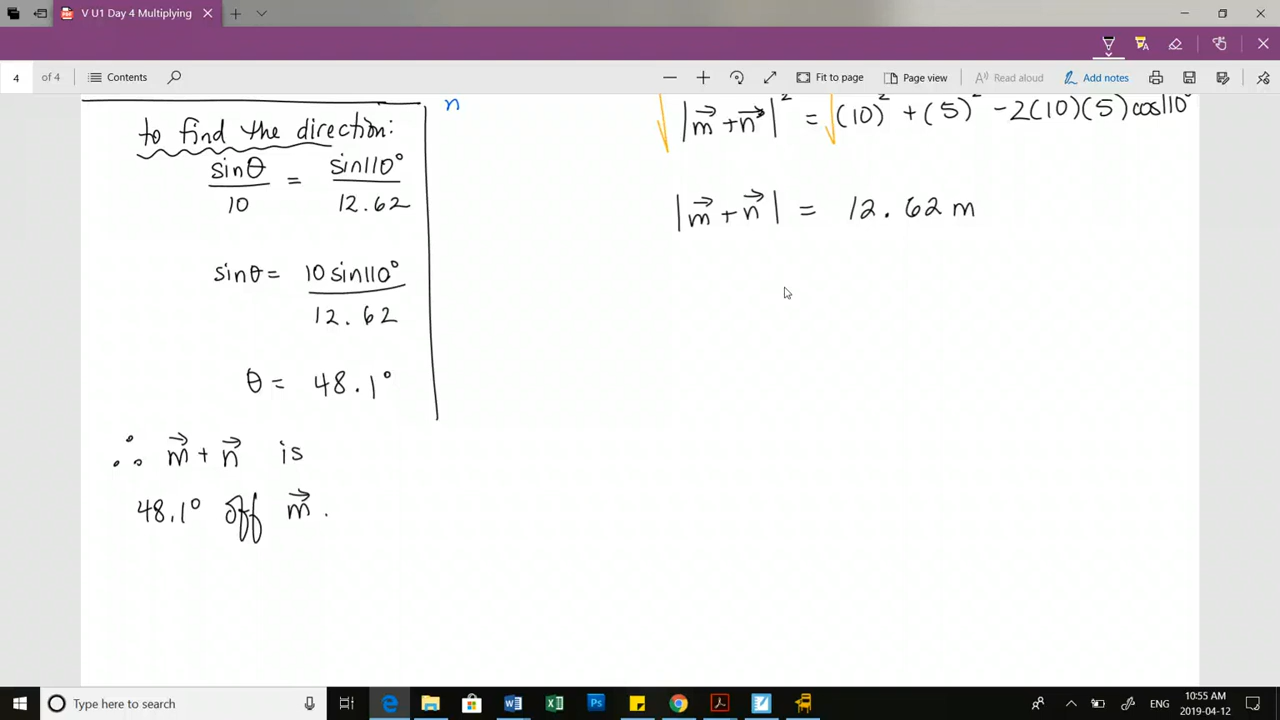 V U1 Day 4 Multiplying
4 of 4 Contents Fit to page Page view Read aloud Add notes
to find the direction:
sinθ/10 = sin110°/12.62
sinθ = 10sin110°/12.62
θ = 48.1°
∴ m⃗ + n⃗ is
48.1° off m⃗.
n
√|m⃗+n⃗|² = √(10)² + (5)² - 2(10)(5)cos110°
|m⃗+n⃗| = 12.62 m
Type here to search
ENG
10:55 AM
2019-04-12